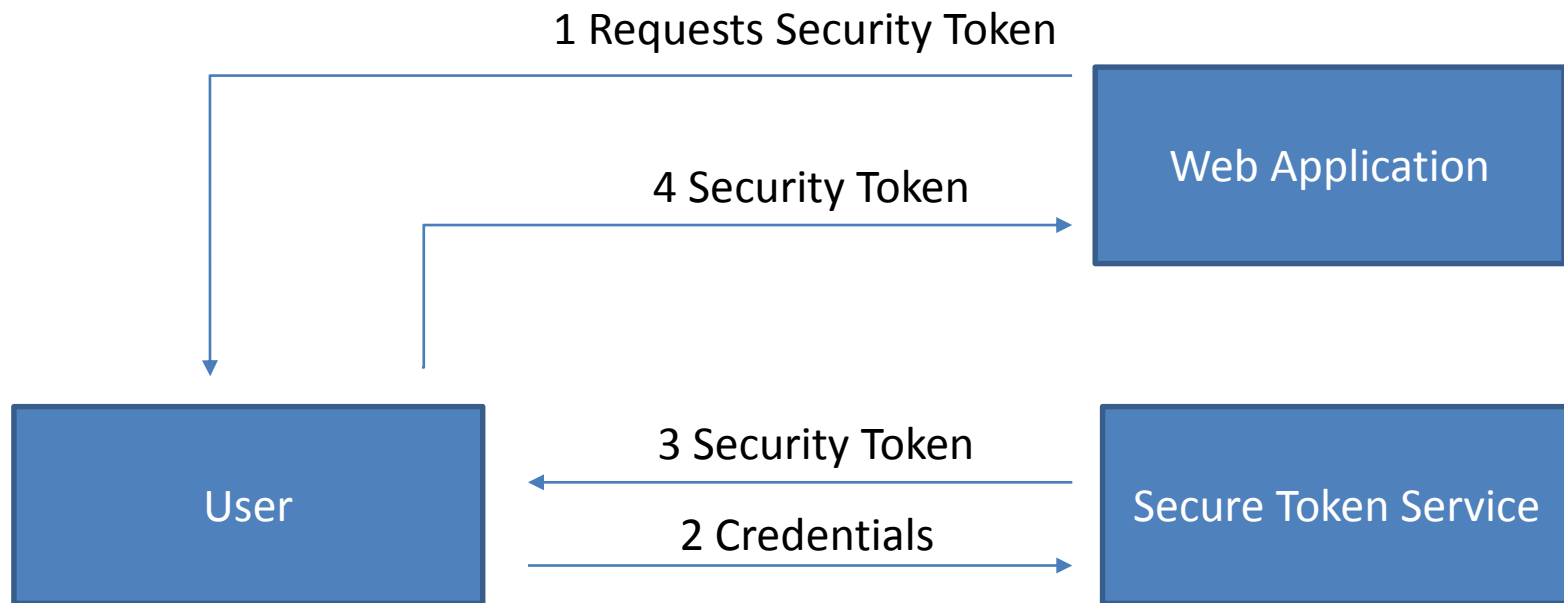 1 Requests Security Token
Web Application
4 Security Token
3 Security Token
User
Secure Token Service
2 Credentials